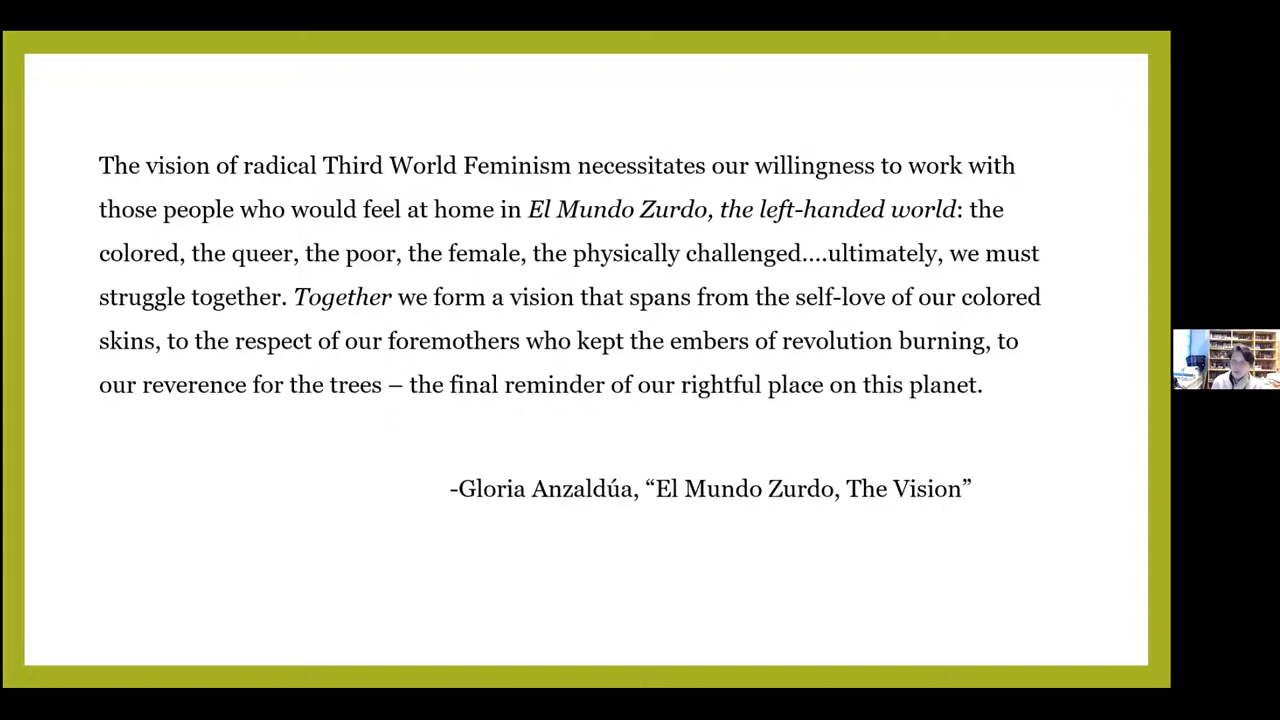 The vision of radical Third World Feminism necessitates our willingness to work with
those people who would feel at home in El Mundo Zurdo, the left-handed world: the
colored, the queer, the poor, the female, the physically challenged....ultimately, we must
struggle together. Together we form a vision that spans from the self-love of our colored
skins, to the respect of our foremothers who kept the embers of revolution burning, to
our reverence for the trees – the final reminder of our rightful place on this planet.
-Gloria Anzaldúa, “El Mundo Zurdo, The Vision”